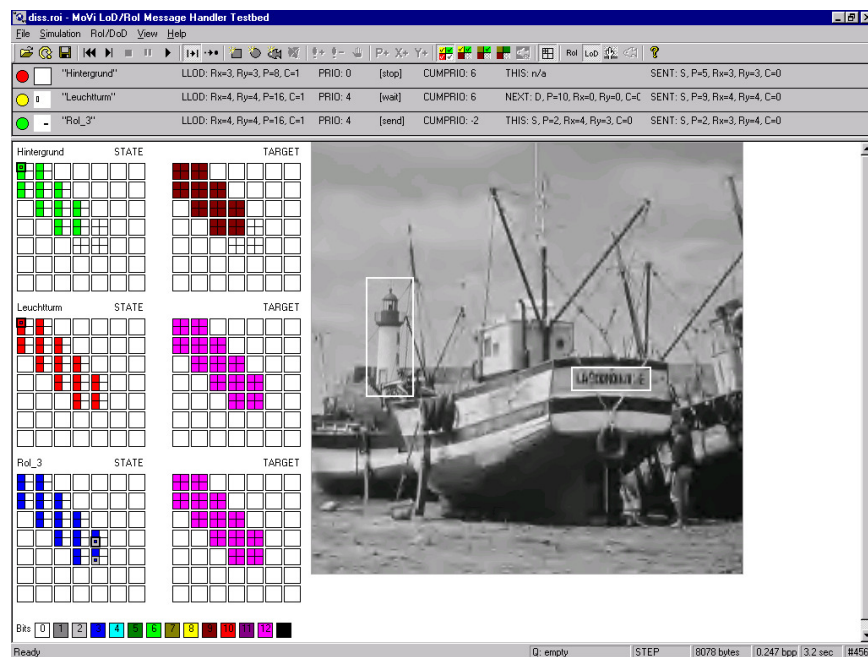 diss.roi - MoVi LoD/RoI Message Handler Testbed
File Simulation RoI/DoD View Help
P+ X+ Y+ RoI LoD
"Hintergrund" LLOD: Rx=3, Ry=3, P=8, C=1 PRIO: 0 [stop] CUMPRIO: 6 THIS: n/a SENT: S, P=5, Rx=3, Ry=3, C=0
"Leuchtturm" LLOD: Rx=4, Ry=4, P=16, C=1 PRIO: 4 [wait] CUMPRIO: 6 NEXT: D, P=10, Rx=0, Ry=0, C=C SENT: S, P=9, Rx=4, Ry=4, C=0
"RoI_3" LLOD: Rx=4, Ry=4, P=16, C=1 PRIO: 4 [send] CUMPRIO: -2 THIS: S, P=2, Rx=4, Ry=3, C=0 SENT: S, P=2, Rx=3, Ry=4, C=0
Hintergrund STATE TARGET
Leuchtturm STATE TARGET
RoI_3 STATE TARGET
Bits 0 1 2 3 4 5 6 7 8 9 10 11 12
Ready Q: empty STEP 8078 bytes 0.247 bpp 3.2 sec #456